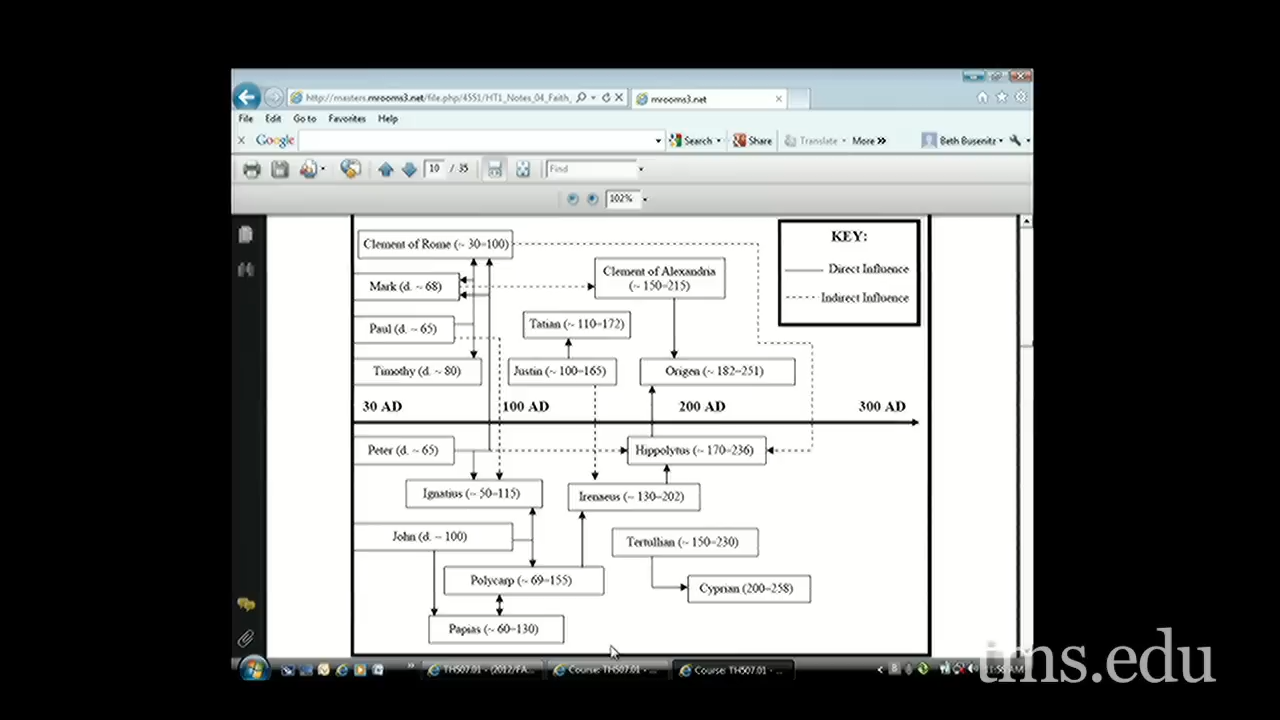 http://masters.mrooms3.net/file.php/4551/HT1_Notes_04_Faith_
mrooms3.net
File Edit Go to Favorites Help
Google
Search Share Translate More » Beth Busenitz
10 / 35
Find
102%
Clement of Rome (~ 30–100)
KEY:
Direct Influence
Indirect Influence
Clement of Alexandria
(~ 150–215)
Mark (d. ~ 68)
Paul (d. ~ 65)
Tatian (~ 110–172)
Timothy (d. ~ 80)
Justin (~ 100–165)
Origen (~ 182–251)
30 AD 100 AD 200 AD 300 AD
Peter (d. ~ 65)
Hippolytus (~ 170–236)
Ignatius (~ 50–115)
Irenaeus (~ 130–202)
John (d. ~ 100)
Tertullian (~ 150–230)
Polycarp (~ 69–155)
Cyprian (200–258)
Papias (~ 60–130)
TH507.01 - (2012/FA...
Course: TH507.01 - ...
Course: TH507.01 - ...
tms.edu